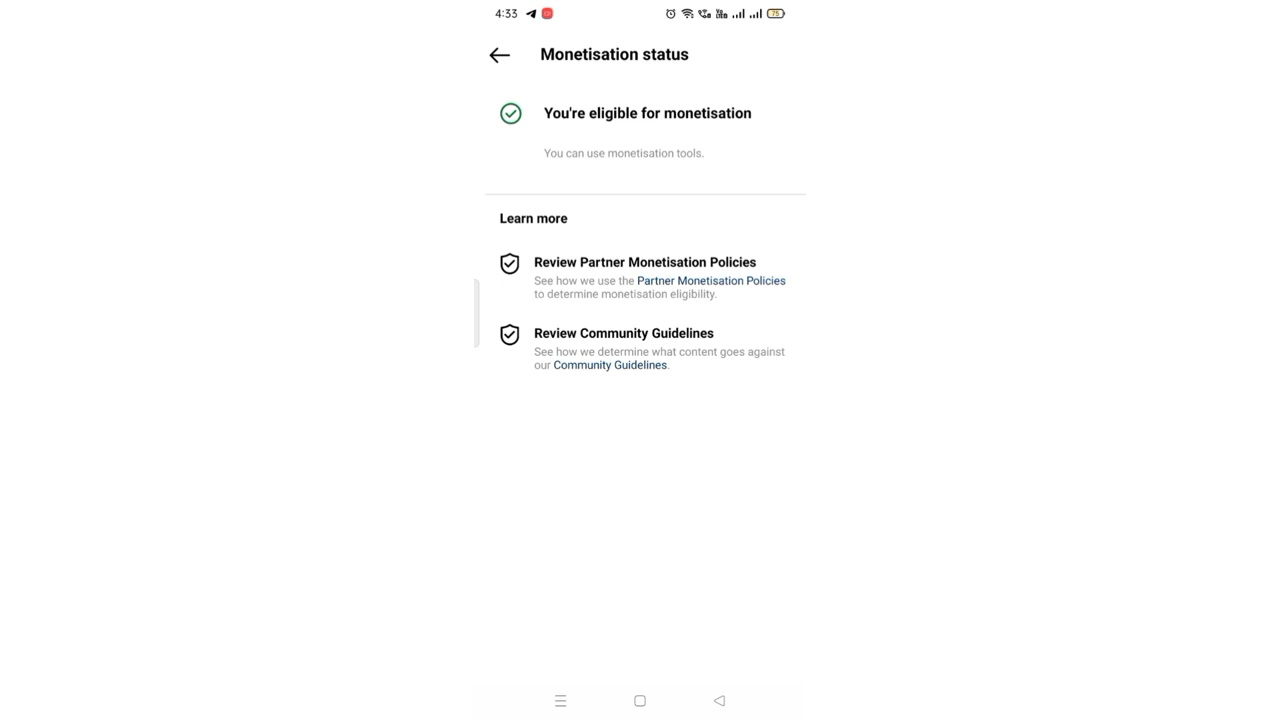 4:33
75
Monetisation status
You're eligible for monetisation
You can use monetisation tools.
Learn more
Review Partner Monetisation Policies
See how we use the Partner Monetisation Policies
to determine monetisation eligibility.
Review Community Guidelines
See how we determine what content goes against
our Community Guidelines.